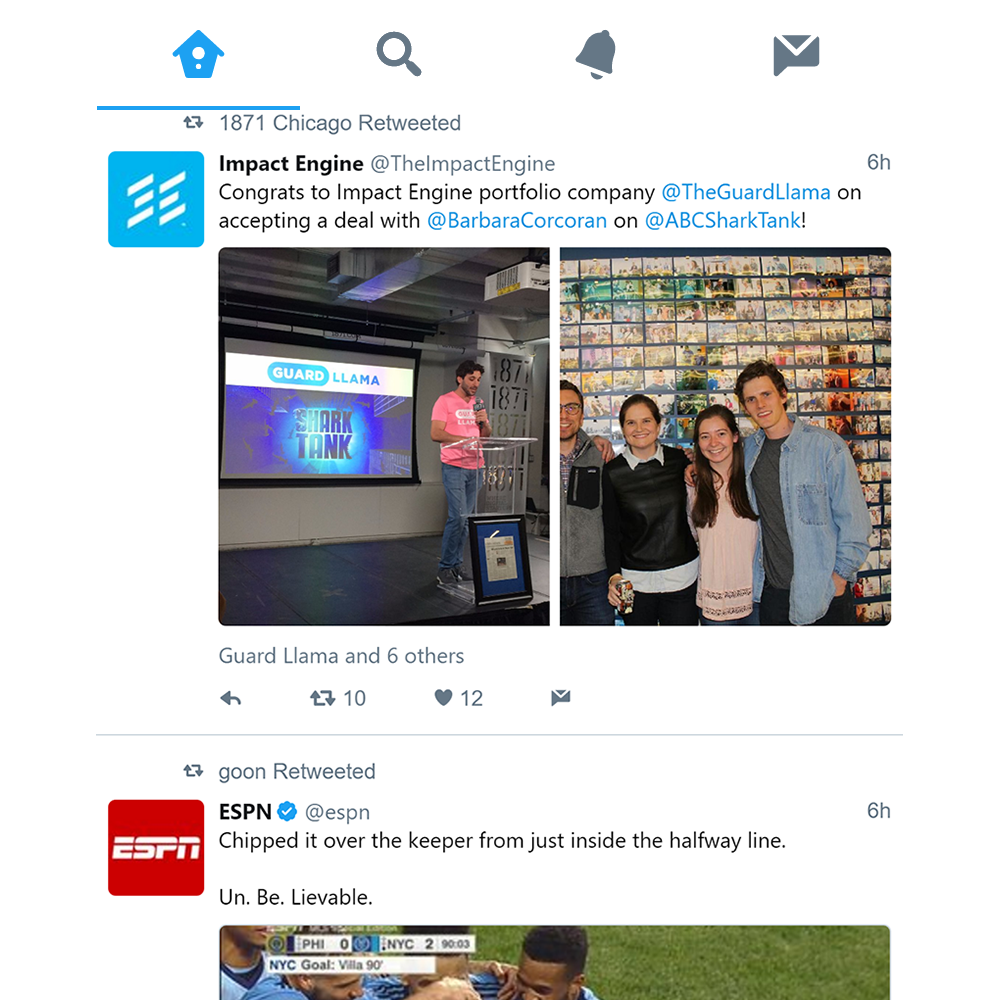 1871 Chicago Retweeted
Impact Engine @TheImpactEngine 6h
Congrats to Impact Engine portfolio company @TheGuardLlama on
accepting a deal with @BarbaraCorcoran on @ABCSharkTank!
GUARD LLAMA
SHARK
TANK
1871
1871
1871
Guard Llama and 6 others
10 12
goon Retweeted
ESPN @espn 6h
ESPN
Chipped it over the keeper from just inside the halfway line.
Un. Be. Lievable.
PHI 0 NYC 2 90:03
NYC Goal: Villa 90'